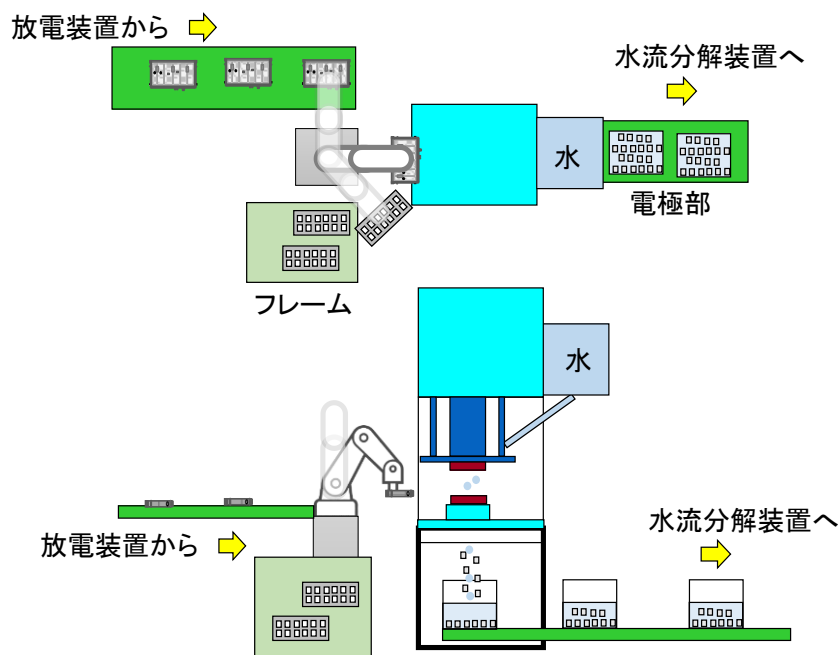 放電装置から
水流分解装置へ
水
電極部
フレーム
水
放電装置から
水流分解装置へ